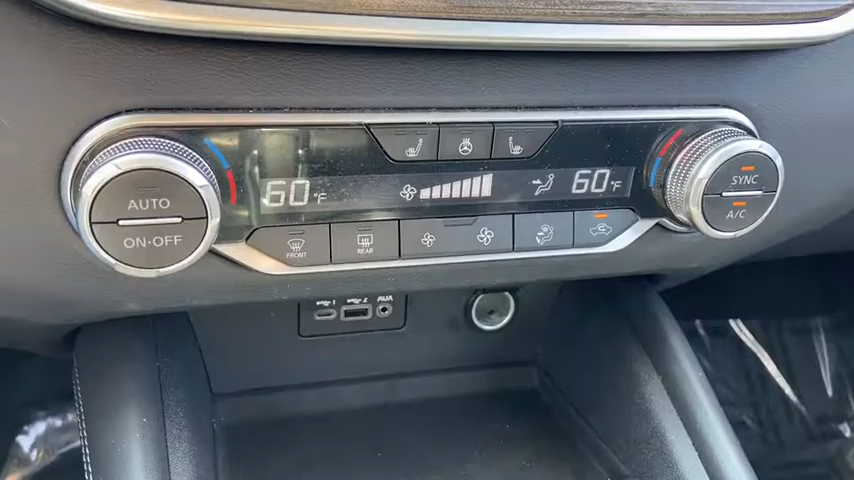 60°F
60°F
AUTO
ON•OFF
SYNC
A/C
FRONT
REAR
AUX